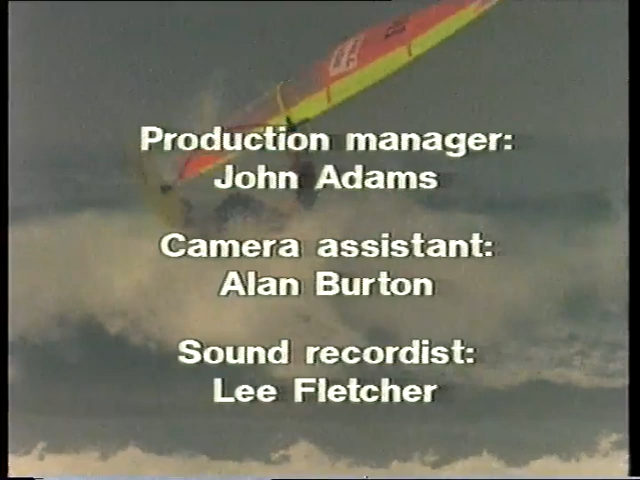 Production manager:
John Adams
Camera assistant:
Alan Burton
Sound recordist:
Lee Fletcher